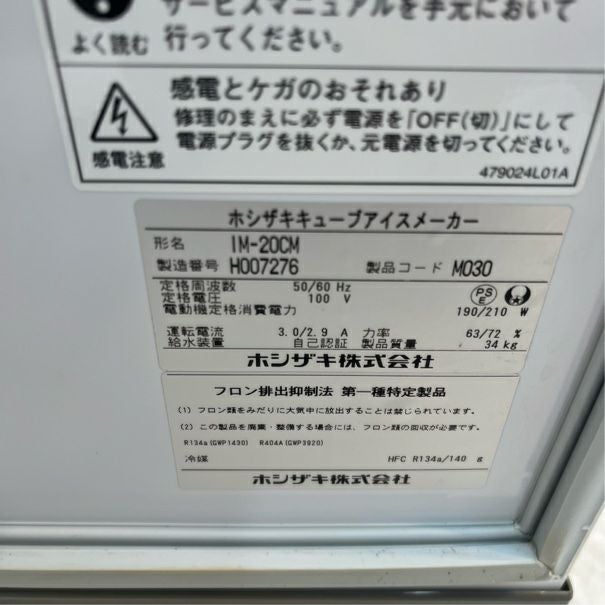 サービスマニュアルを手元において
よく読む 行ってください。
感電とケガのおそれあり
修理のまえに必ず電源を「OFF(切)」にして
電源プラグを抜くか、元電源を切ってください。
感電注意
479024L01A
ホシザキキューブアイスメーカー
形名 IM-20CM
製造番号 H007276 製品コード M030
定格周波数 50/60 Hz
定格電圧 100 V
PS
E
電動機定格消費電力 190/210 W
運転電流 3.0/2.9 A 力率 63/72 %
給水装置 自己認証 製品質量 34 kg
ホシザキ株式会社
フロン排出抑制法 第一種特定製品
(1) フロン類をみだりに大気中に放出することは禁じられています。
(2) この製品を廃棄・整備する場合には、フロン類の回収が必要です。
R134a(GWP1430) R404A(GWP3920)
冷媒 HFC R134a/140 g
ホシザキ株式会社